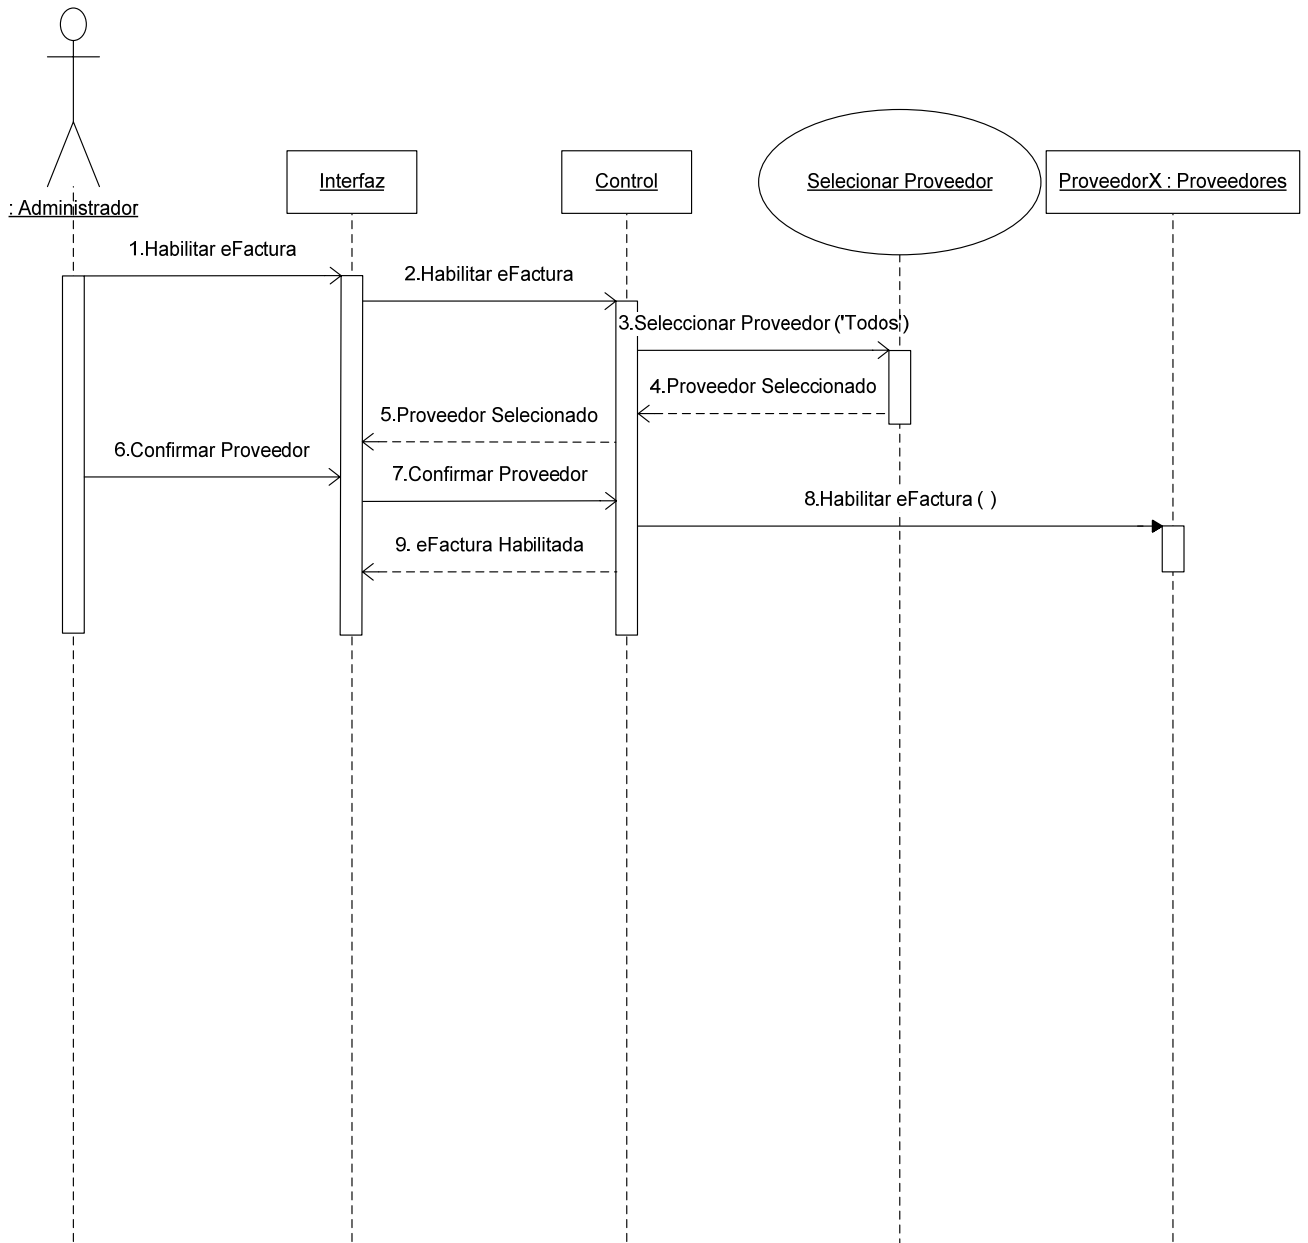 : Administrador
Interfaz
Control
Selecionar Proveedor
ProveedorX : Proveedores
1.Habilitar eFactura
2.Habilitar eFactura
3.Seleccionar Proveedor ('Todos')
4.Proveedor Seleccionado
5.Proveedor Selecionado
6.Confirmar Proveedor
7.Confirmar Proveedor
8.Habilitar eFactura ( )
9. eFactura Habilitada